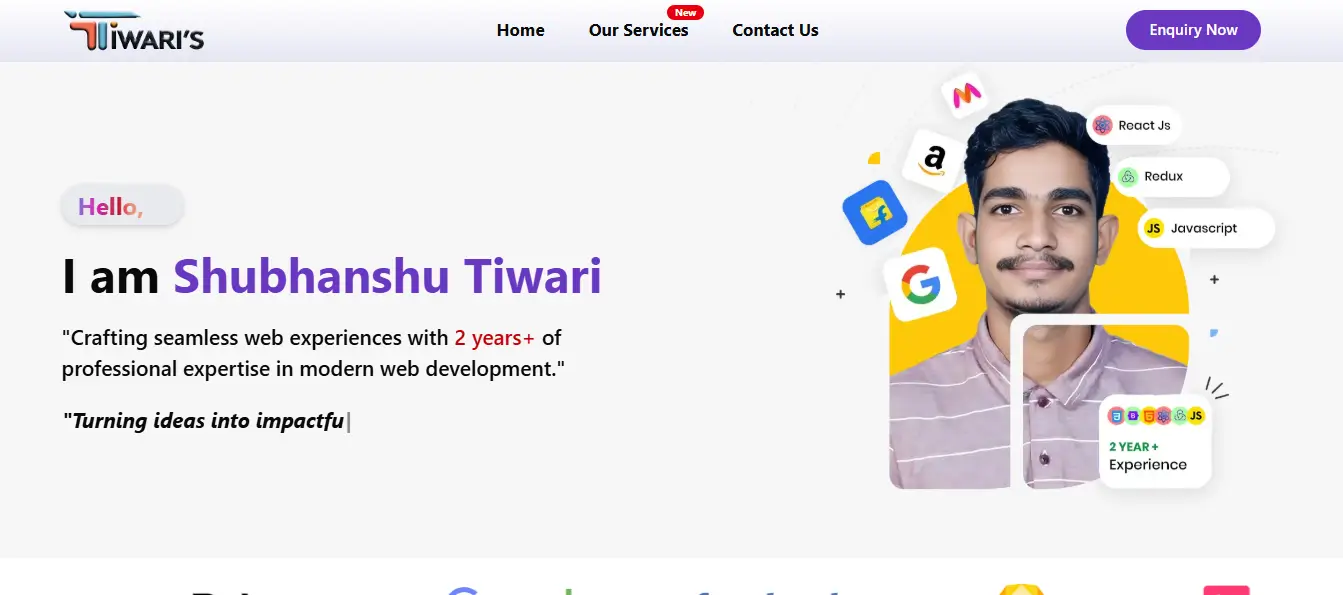 TIWARI'S
Home
Our Services
New
Contact Us
Enquiry Now
Hello,
I am Shubhanshu Tiwari
"Crafting seamless web experiences with 2 years+ of
professional expertise in modern web development."
"Turning ideas into impactfu
React Js
Redux
JS Javascript
JS
2 YEAR +
Experience